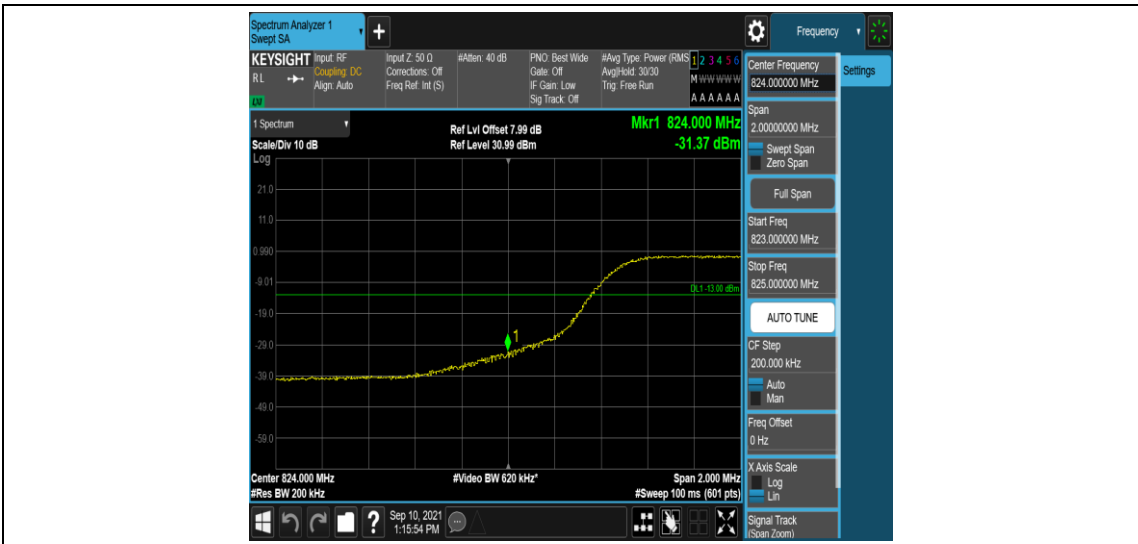 Spectrum Analyzer 1
Swept SA
+
Frequency
KEYSIGHT
RL
LXI
Input: RF
Coupling: DC
Align: Auto
Input Z: 50 Ω
Corrections: Off
Freq Ref: Int (S)
#Atten: 40 dB
PNO: Best Wide
Gate: Off
IF Gain: Low
Sig Track: Off
#Avg Type: Power (RMS
Avg|Hold: 30/30
Trig: Free Run
1 2 3 4 5 6
M W W W W W
A A A A A A
1 Spectrum
Scale/Div 10 dB
Log
Ref Lvl Offset 7.99 dB
Ref Level 30.99 dBm
Mkr1 824.000 MHz
-31.37 dBm
21.0
11.0
0.990
-9.01
DL1 -13.00 dBm
-19.0
1
-29.0
-39.0
-49.0
-59.0
Center 824.000 MHz
#Video BW 620 kHz*
Span 2.000 MHz
#Res BW 200 kHz
#Sweep 100 ms (601 pts)
?
Sep 10, 2021
1:15:54 PM
Center Frequency
824.000000 MHz
Settings
Span
2.00000000 MHz
Swept Span
Zero Span
Full Span
Start Freq
823.000000 MHz
Stop Freq
825.000000 MHz
AUTO TUNE
CF Step
200.000 kHz
Auto
Man
Freq Offset
0 Hz
X Axis Scale
Log
Lin
Signal Track
(Span Zoom)